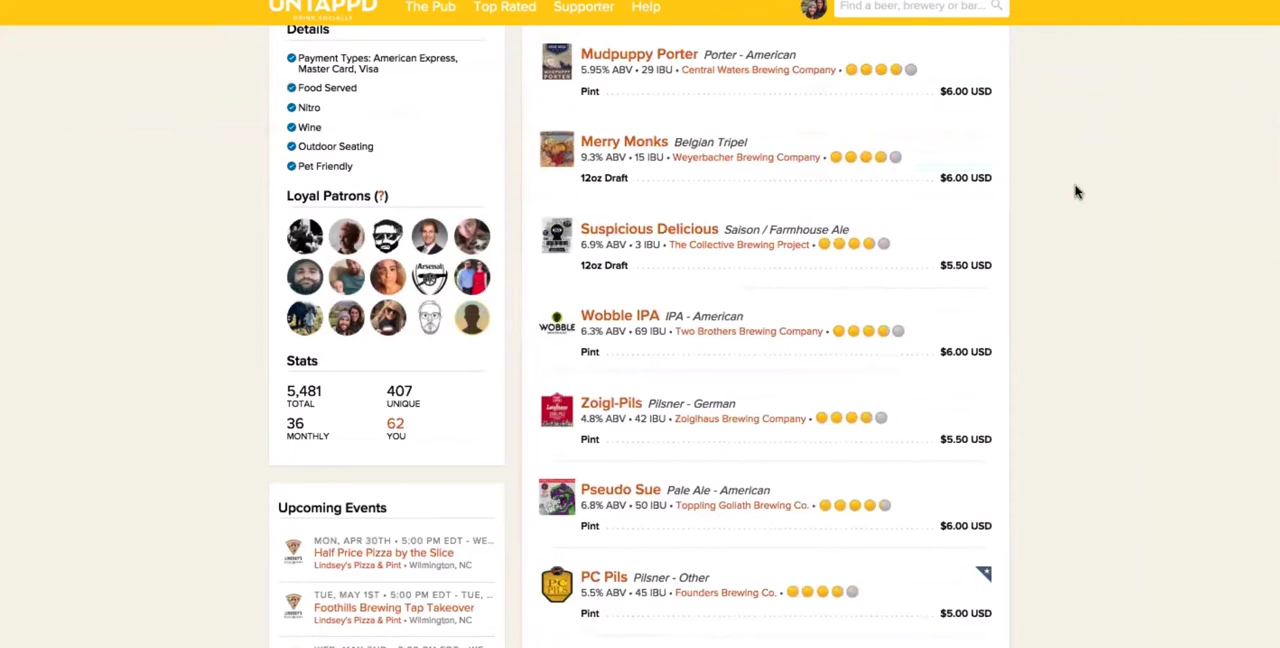 UNTAPPD
DRINK SOCIALLY
The Pub
Top Rated
Supporter
Help
Find a beer, brewery or bar...
Details
Payment Types: American Express,
Master Card, Visa
Food Served
Nitro
Wine
Outdoor Seating
Pet Friendly
Loyal Patrons (?)
Arsenal
Stats
5,481
TOTAL
407
UNIQUE
36
MONTHLY
62
YOU
Upcoming Events
MON, APR 30TH • 5:00 PM EDT - WE...
Half Price Pizza by the Slice
Lindsey's Pizza & Pint • Wilmington, NC
TUE, MAY 1ST • 5:00 PM EDT - TUE, ...
Foothills Brewing Tap Takeover
Lindsey's Pizza & Pint • Wilmington, NC
Mudpuppy Porter Porter - American
5.95% ABV • 29 IBU • Central Waters Brewing Company •
Pint $6.00 USD
Merry Monks Belgian Tripel
9.3% ABV • 15 IBU • Weyerbacher Brewing Company •
12oz Draft $6.00 USD
Suspicious Delicious Saison / Farmhouse Ale
6.9% ABV • 3 IBU • The Collective Brewing Project •
12oz Draft $5.50 USD
WOBBLE
Wobble IPA IPA - American
6.3% ABV • 69 IBU • Two Brothers Brewing Company •
Pint $6.00 USD
Zoigl-Pils Pilsner - German
4.8% ABV • 42 IBU • Zoiglhaus Brewing Company •
Pint $5.50 USD
Pseudo Sue Pale Ale - American
6.8% ABV • 50 IBU • Toppling Goliath Brewing Co. •
Pint $6.00 USD
PC PILS
PC Pils Pilsner - Other
5.5% ABV • 45 IBU • Founders Brewing Co. •
Pint $5.00 USD